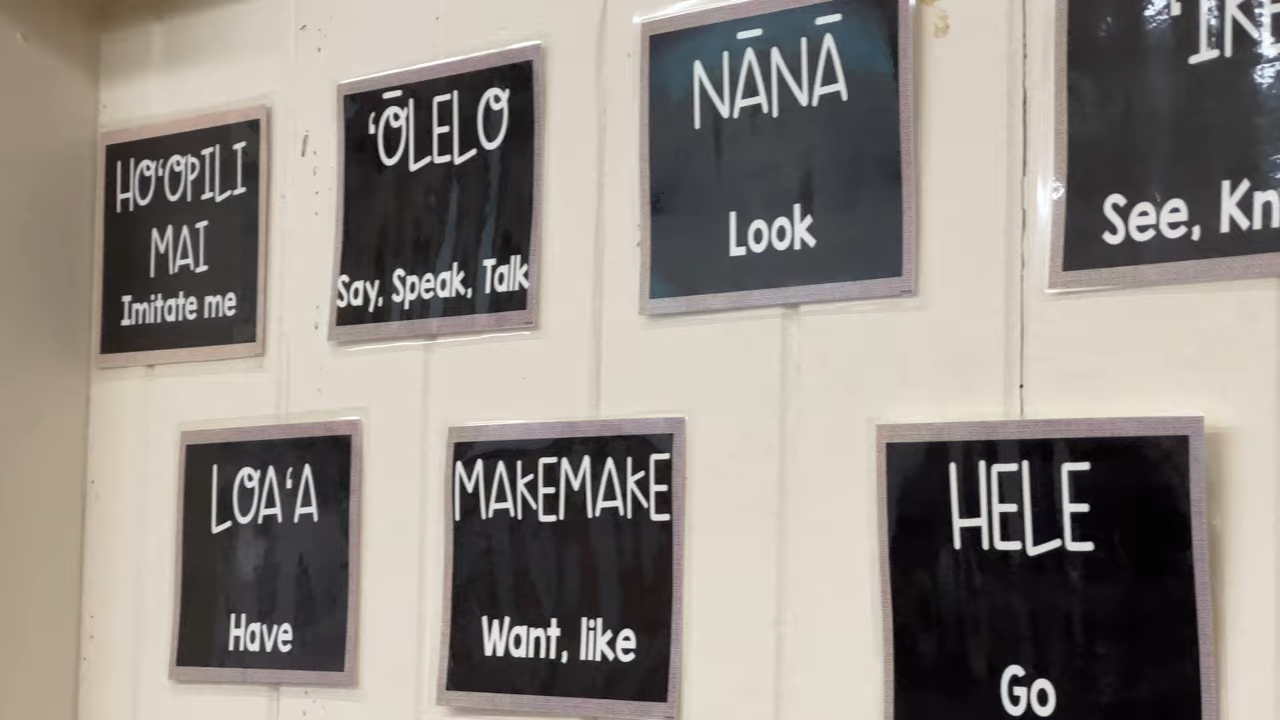 HOʻOPILI
MAI
Imitate me
ʻŌLELO
Say, Speak, Talk
NĀNĀ
Look
See,
LOAʻA
Have
MAKEMAKE
Want, like
HELE
Go